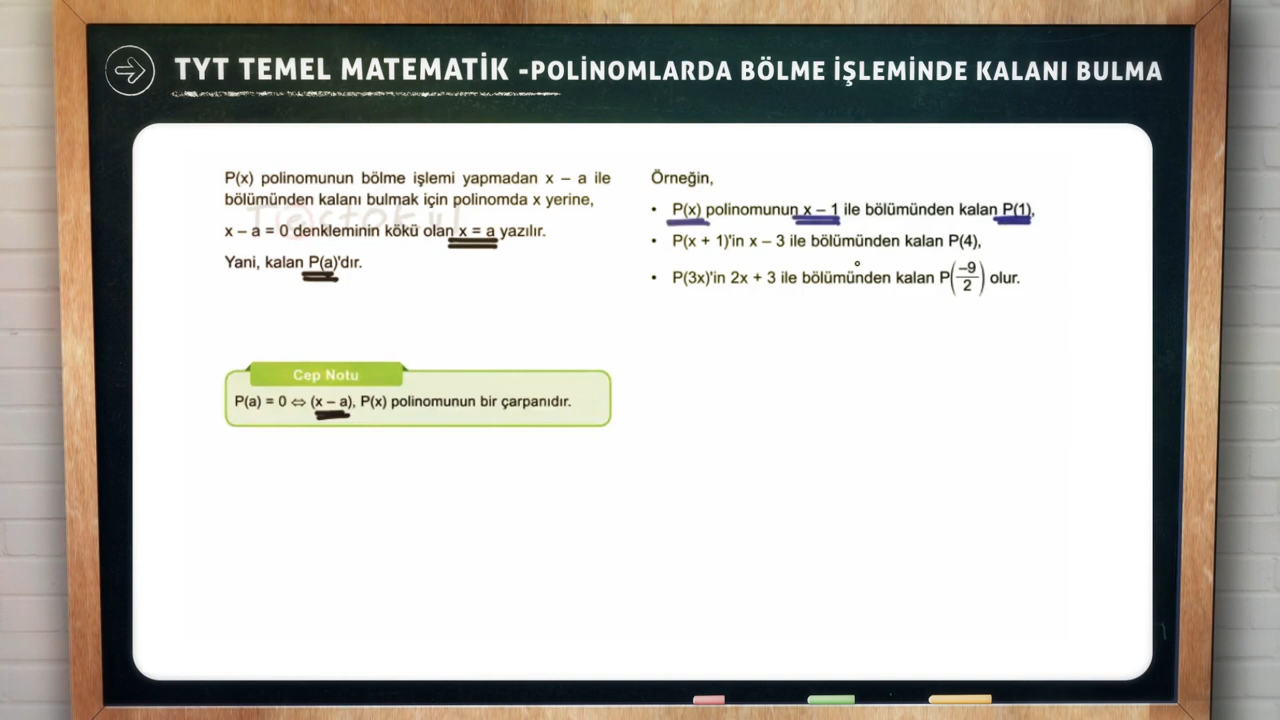 TYT TEMEL MATEMATİK -POLİNOMLARDA BÖLME İŞLEMİNDE KALANI BULMA
P(x) polinomunun bölme işlemi yapmadan x – a ile
bölümünden kalanı bulmak için polinomda x yerine,
x – a = 0 denkleminin kökü olan x = a yazılır.
Yani, kalan P(a)'dır.
Cep Notu
P(a) = 0 ⇔ (x – a), P(x) polinomunun bir çarpanıdır.
Örneğin,
• P(x) polinomunun x – 1 ile bölümünden kalan P(1),
• P(x + 1)'in x – 3 ile bölümünden kalan P(4),
• P(3x)'in 2x + 3 ile bölümünden kalan P(-9/2) olur.